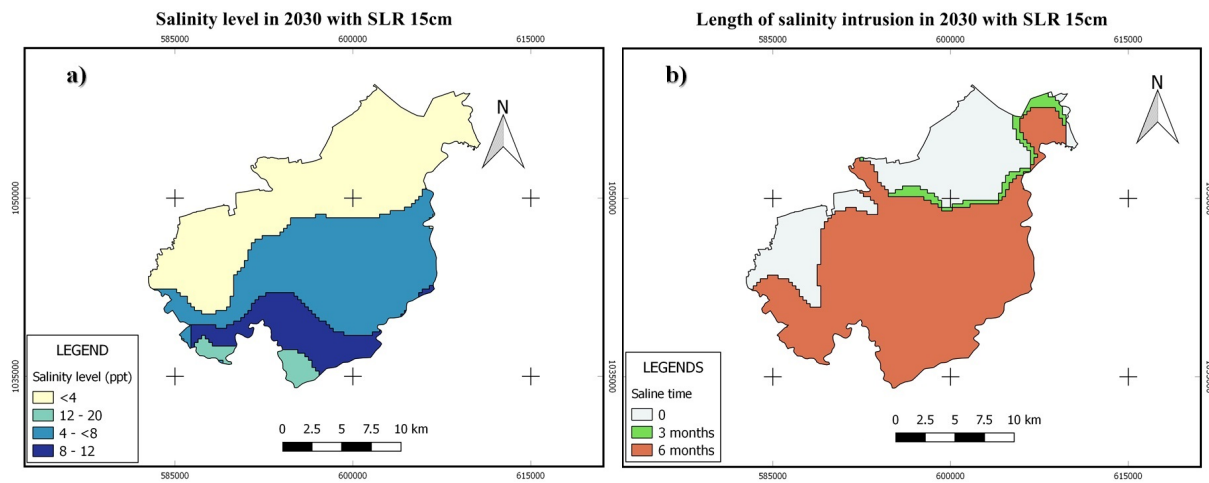 Salinity level in 2030 with SLR 15cm
585000 600000 615000
a)
N
1050000
1035000
LEGEND
Salinity level (ppt)
<4
12 - 20
4 - <8
8 - 12
0 2.5 5 7.5 10 km
585000 600000 615000
Length of salinity intrusion in 2030 with SLR 15cm
585000 600000 615000
b)
N
1050000
1050000
1035000
1035000
LEGENDS
Saline time
0
3 months
6 months
0 2.5 5 7.5 10 km
585000 600000 615000